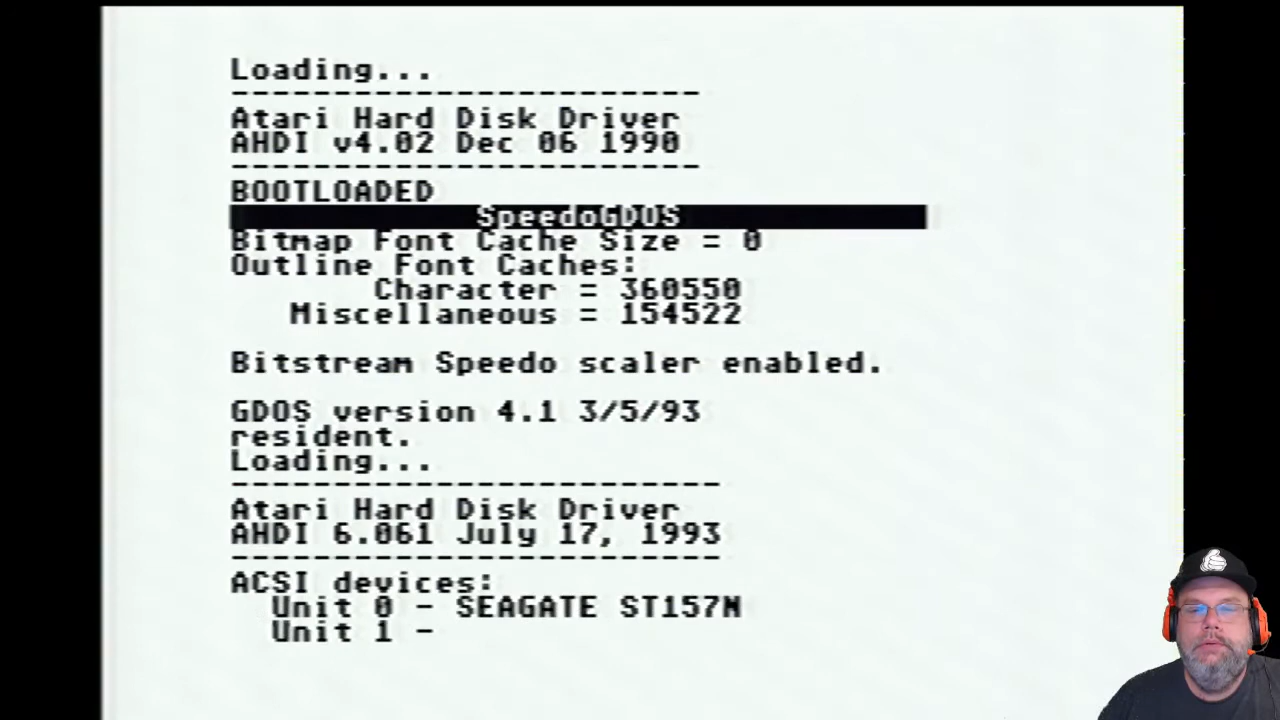 Loading...
-----------------------
Atari Hard Disk Driver
AHDI v4.02 Dec 06 1990
-----------------------
BOOTLOADED
SpeedoGDOS
Bitmap Font Cache Size = 0
Outline Font Caches:
Character = 360550
Miscellaneous = 154522
Bitstream Speedo scaler enabled.
GDOS version 4.1 3/5/93
resident.
Loading...
------------------------
Atari Hard Disk Driver
AHDI 6.061 July 17, 1993
------------------------
ACSI devices:
Unit 0 - SEAGATE ST157N
Unit 1 -